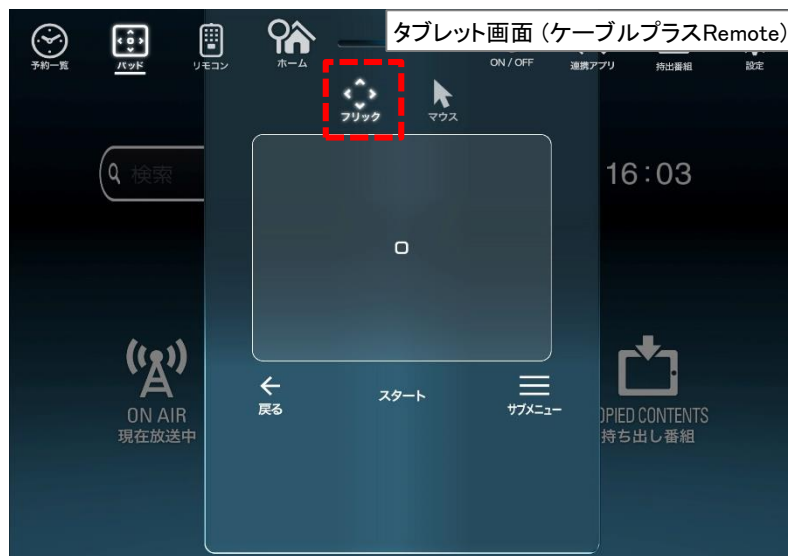 タブレット画面 (ケーブルプラスRemote)
予約一覧
パッド
リモコン
ホーム
ON / OFF
連携アプリ
持出番組
設定
フリック
マウス
検索
16:03
ON AIR
現在放送中
戻る
スタート
サブメニュー
OPIED CONTENTS
持ち出し番組